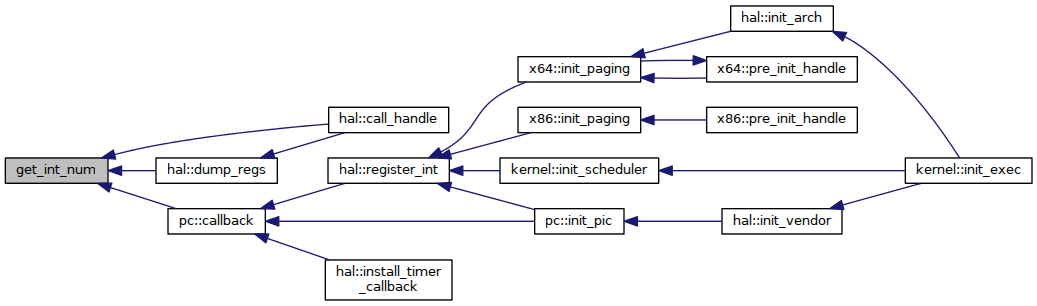 hal::init_arch
x64::init_paging
x64::pre_init_handle
hal::call_handle
x86::init_paging
x86::pre_init_handle
get_int_num
hal::dump_regs
hal::register_int
kernel::init_scheduler
kernel::init_exec
pc::callback
pc::init_pic
hal::init_vendor
hal::install_timer
_callback